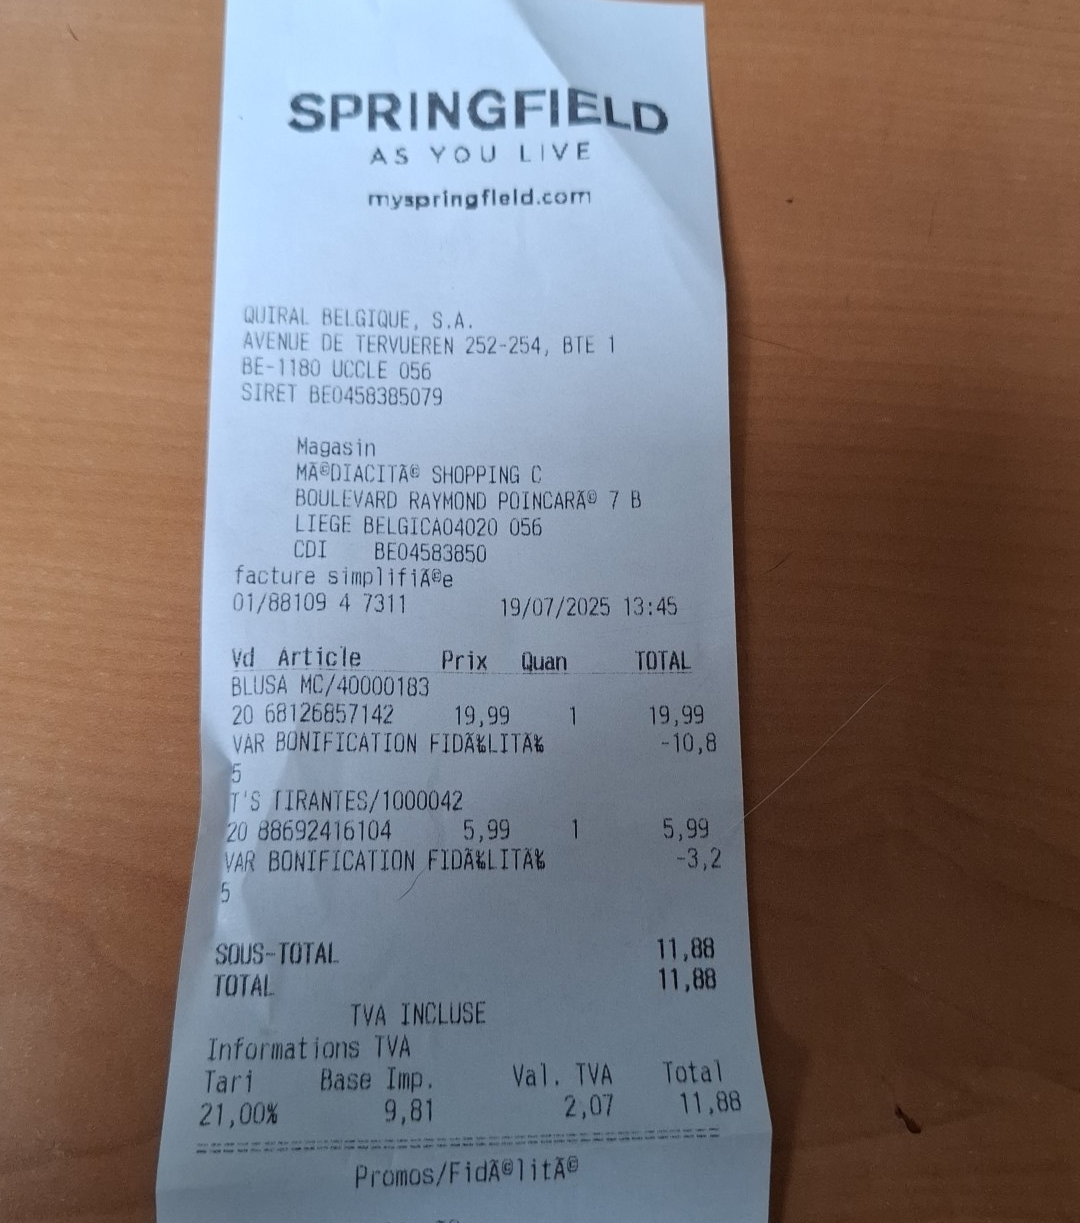 SPRINGFIELD
AS YOU LIVE
myspringfield.com
QUIRAL BELGIQUE, S.A.
AVENUE DE TERVUEREN 252-254, BTE 1
BE-1180 UCCLE 056
SIRET BE0458385079
Magasin
MÃ©DIACITÃ© SHOPPING C
BOULEVARD RAYMOND POINCARÃ© 7 B
LIEGE BELGICA04020 056
CDI BE04583850
facture simplifiÃ©e
01/88109 4 7311 19/07/2025 13:45
Vd Article Prix Quan TOTAL
BLUSA MC/40000183
20 68126857142 19,99 1 19,99
VAR BONIFICATION FIDÃ‰LITÃ‰ -10,8
5
T'S TIRANTES/1000042
20 88692416104 5,99 1 5,99
VAR BONIFICATION FIDÃ‰LITÃ‰ -3,2
5
SOUS-TOTAL 11,88
TOTAL 11,88
TVA INCLUSE
Informations TVA
Tari Base Imp. Val. TVA Total
21,00% 9,81 2,07 11,88
Promos/FidÃ©litÃ©